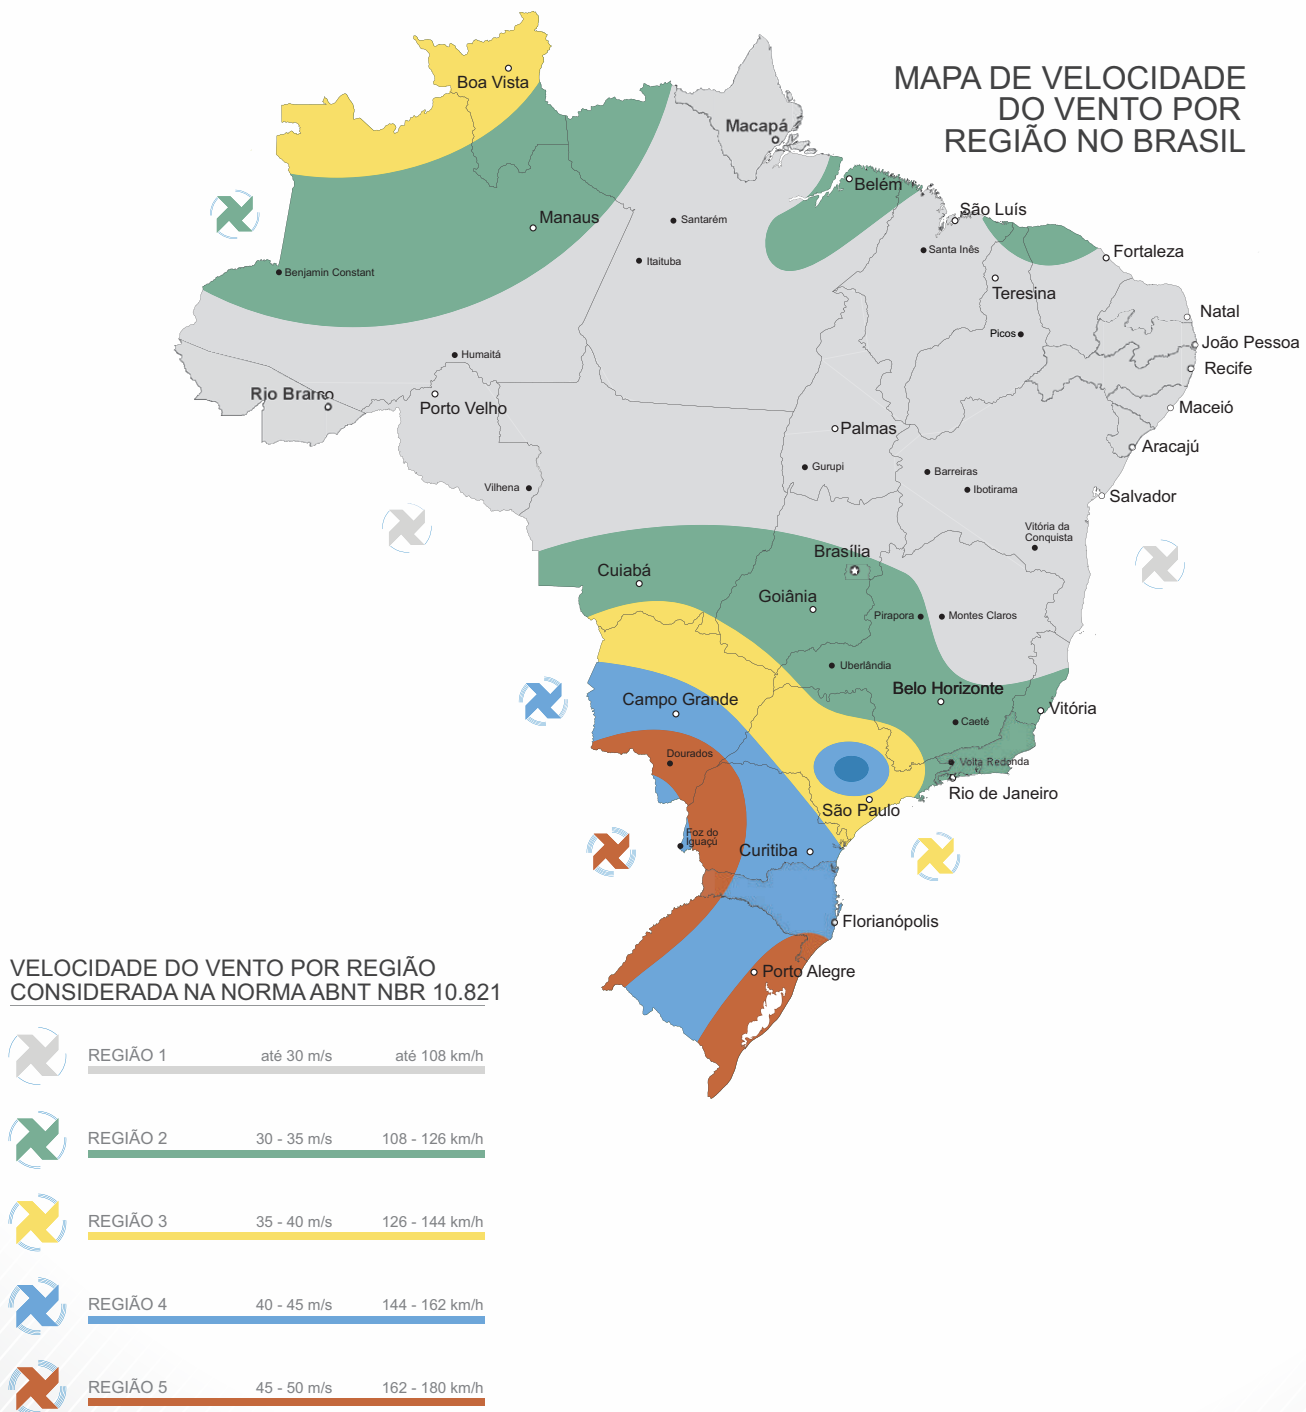 MAPA DE VELOCIDADE
DO VENTO POR
REGIÃO NO BRASIL
Boa Vista
Macapá
Belém
Manaus
Santarém
São Luís
Itaituba
Santa Inês
Fortaleza
Benjamin Constant
Teresina
Natal
Picos
João Pessoa
Humaitá
Recife
Rio Branco
Porto Velho
Maceió
Palmas
Aracajú
Gurupi
Barreiras
Vilhena
Ibotirama
Salvador
Vitória da
Conquista
Brasília
Cuiabá
Goiânia
Pirapora
Montes Claros
Uberlândia
Belo Horizonte
Campo Grande
Vitória
Caeté
Dourados
Volta Redonda
Rio de Janeiro
São Paulo
Foz do
Iguaçú
Curitiba
Florianópolis
Porto Alegre
VELOCIDADE DO VENTO POR REGIÃO
CONSIDERADA NA NORMA ABNT NBR 10.821
REGIÃO 1 até 30 m/s até 108 km/h
REGIÃO 2 30 - 35 m/s 108 - 126 km/h
REGIÃO 3 35 - 40 m/s 126 - 144 km/h
REGIÃO 4 40 - 45 m/s 144 - 162 km/h
REGIÃO 5 45 - 50 m/s 162 - 180 km/h